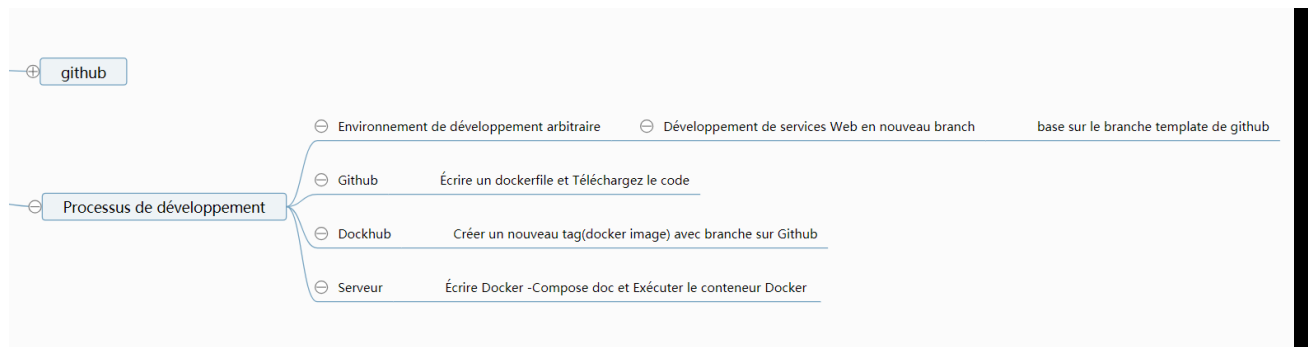 github
Environnement de développement arbitraire Développement de services Web en nouveau branch base sur le branche template de github
Github Écrire un dockerfile et Téléchargez le code
Processus de développement
Dockhub Créer un nouveau tag(docker image) avec branche sur Github
Serveur Écrire Docker -Compose doc et Exécuter le conteneur Docker